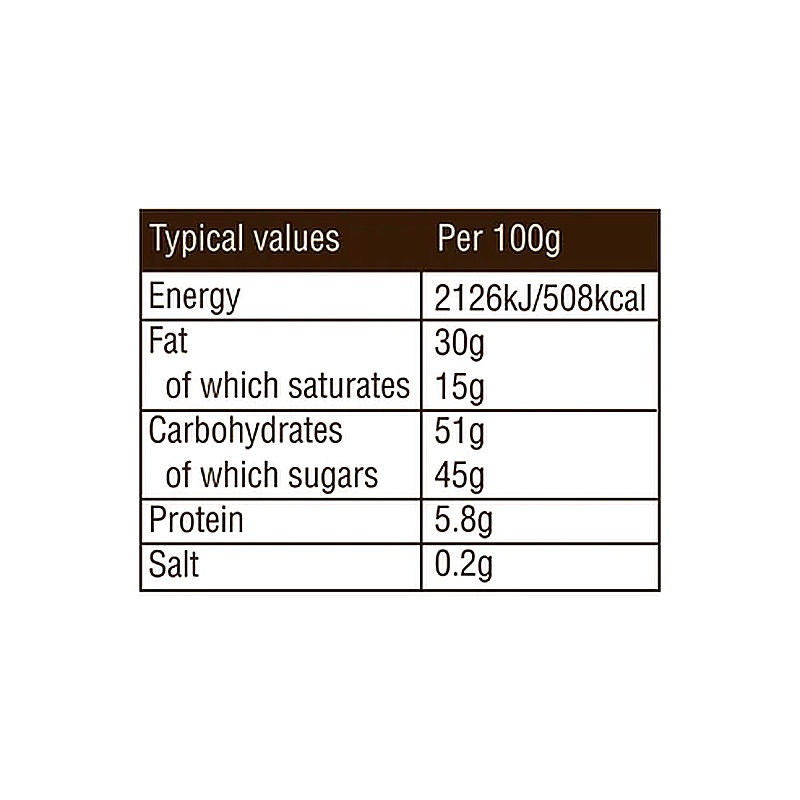 Typical values Per 100g
Energy 2126kJ/508kcal
Fat 30g
of which saturates 15g
Carbohydrates 51g
of which sugars 45g
Protein 5.8g
Salt 0.2g